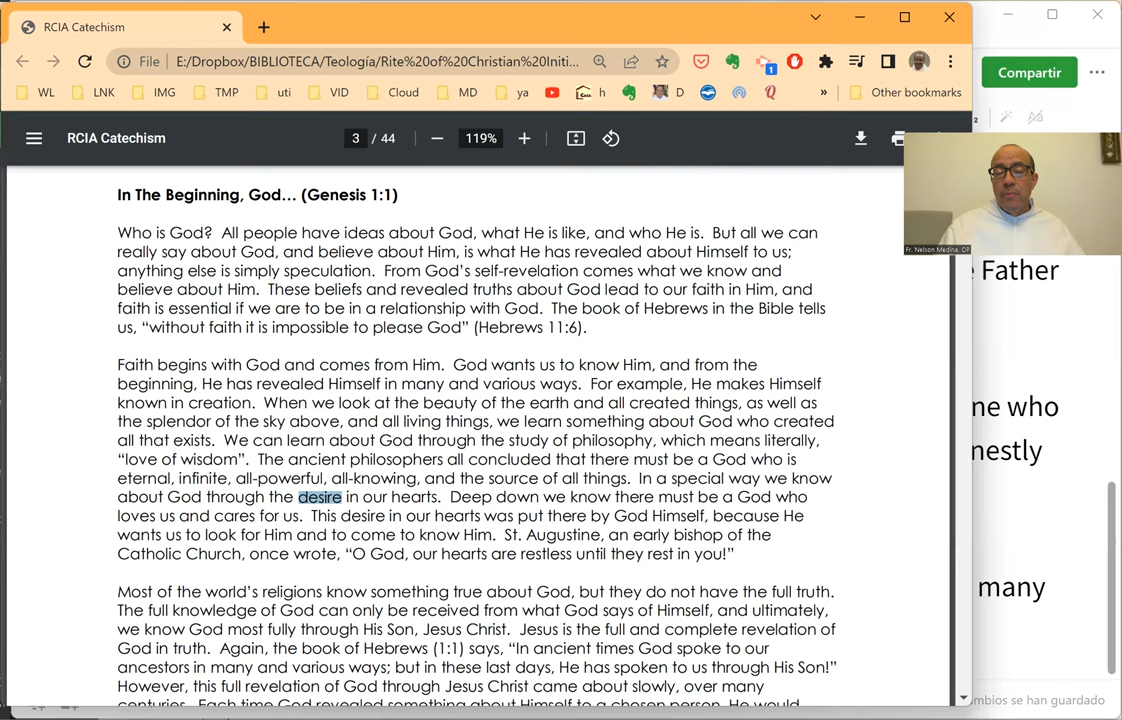 RCIA Catechism
File E:/Dropbox/BIBLIOTECA/Teología/Rite%20of%20Christian%20Initi...
WL LNK IMG TMP uti VID Cloud MD ya h D » Other bookmarks
Compartir
RCIA Catechism 3 / 44 119%
Fr. Nelson Medina, OP
In The Beginning, God… (Genesis 1:1)
Who is God? All people have ideas about God, what He is like, and who He is. But all we can
really say about God, and believe about Him, is what He has revealed about Himself to us;
anything else is simply speculation. From God's self-revelation comes what we know and
believe about Him. These beliefs and revealed truths about God lead to our faith in Him, and
faith is essential if we are to be in a relationship with God. The book of Hebrews in the Bible tells
us, "without faith it is impossible to please God" (Hebrews 11:6).
Faith begins with God and comes from Him. God wants us to know Him, and from the
beginning, He has revealed Himself in many and various ways. For example, He makes Himself
known in creation. When we look at the beauty of the earth and all created things, as well as
the splendor of the sky above, and all living things, we learn something about God who created
all that exists. We can learn about God through the study of philosophy, which means literally,
"love of wisdom". The ancient philosophers all concluded that there must be a God who is
eternal, infinite, all-powerful, all-knowing, and the source of all things. In a special way we know
about God through the desire in our hearts. Deep down we know there must be a God who
loves us and cares for us. This desire in our hearts was put there by God Himself, because He
wants us to look for Him and to come to know Him. St. Augustine, an early bishop of the
Catholic Church, once wrote, "O God, our hearts are restless until they rest in you!"
Most of the world's religions know something true about God, but they do not have the full truth.
The full knowledge of God can only be received from what God says of Himself, and ultimately,
we know God most fully through His Son, Jesus Christ. Jesus is the full and complete revelation of
God in truth. Again, the book of Hebrews (1:1) says, "In ancient times God spoke to our
ancestors in many and various ways; but in these last days, He has spoken to us through His Son!"
However, this full revelation of God through Jesus Christ came about slowly, over many
centuries. Each time God revealed something about Himself to a chosen person, He would
Father
who
many
se han guardado